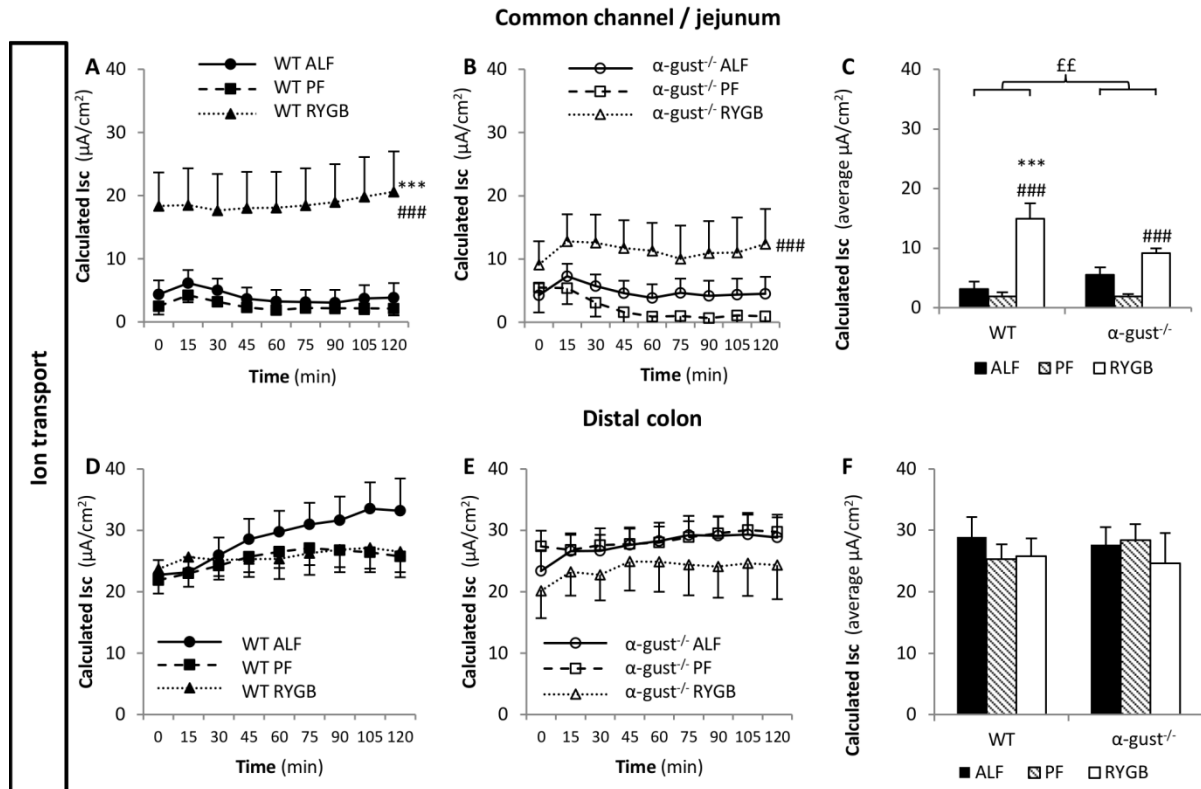 Common channel / jejunum
Ion transport
A
WT ALF
WT PF
WT RYGB
Calculated Isc (µA/cm²)
40
30
20
10
0
***
###
0 15 30 45 60 75 90 105 120
Time (min)
B
α-gust⁻/⁻ ALF
α-gust⁻/⁻ PF
α-gust⁻/⁻ RYGB
Calculated Isc (µA/cm²)
40
30
20
10
0
###
0 15 30 45 60 75 90 105 120
Time (min)
C
££
Calculated Isc (average µA/cm²)
40
30
20
10
0
***
###
###
WT α-gust⁻/⁻
ALF PF RYGB
Distal colon
D
Calculated Isc (µA/cm²)
40
30
20
10
0
WT ALF
WT PF
WT RYGB
0 15 30 45 60 75 90 105 120
Time (min)
E
Calculated Isc (µA/cm²)
40
30
20
10
0
α-gust⁻/⁻ ALF
α-gust⁻/⁻ PF
α-gust⁻/⁻ RYGB
0 15 30 45 60 75 90 105 120
Time (min)
F
Calculated Isc (average µA/cm²)
40
30
20
10
0
WT α-gust⁻/⁻
ALF PF RYGB